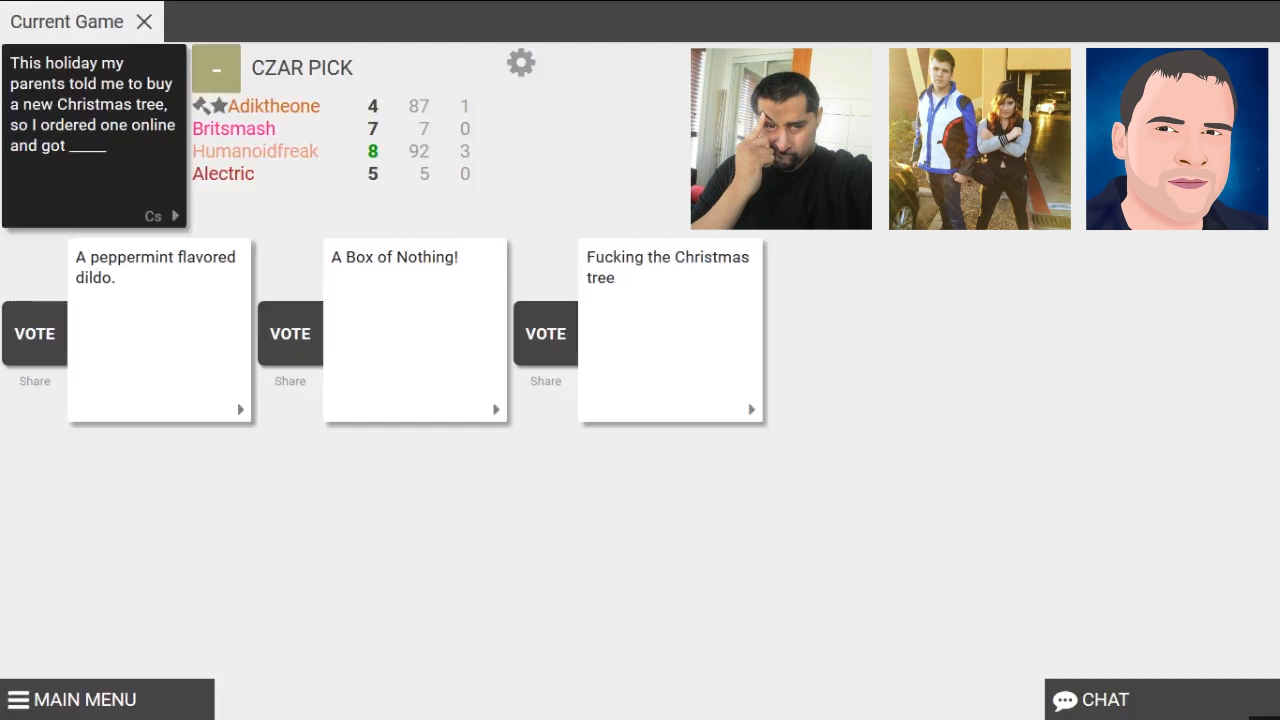 Current Game
This holiday my
parents told me to buy
a new Christmas tree,
so I ordered one online
and got _____
Cs
-
CZAR PICK
Adiktheone 4 87 1
Britsmash 7 7 0
Humanoidfreak 8 92 3
Alectric 5 5 0
VOTE
Share
A peppermint flavored
dildo.
VOTE
Share
A Box of Nothing!
VOTE
Share
Fucking the Christmas
tree
MAIN MENU
CHAT